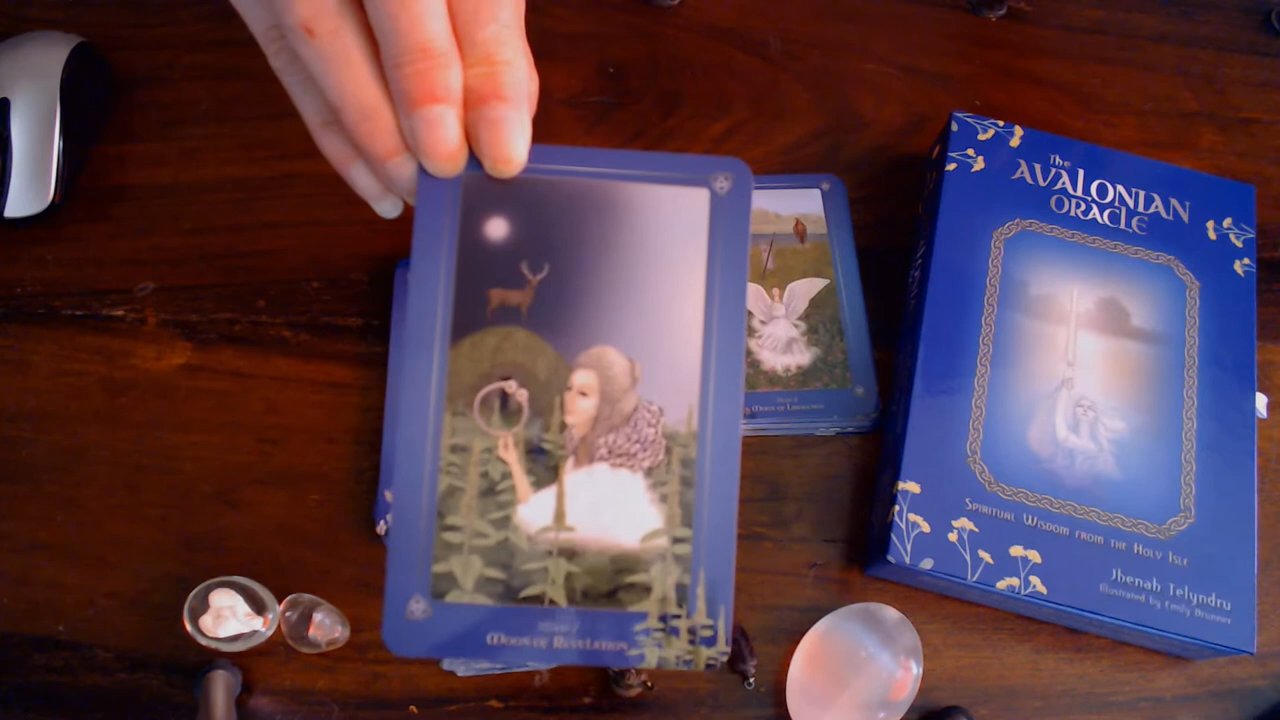 Moon of Revelation
Moon of Liberation
The
AVALONIAN
ORACLE
Spiritual Wisdom from the Holy Isle
Jhenah Telyndru
Illustrated by Emily Brunner